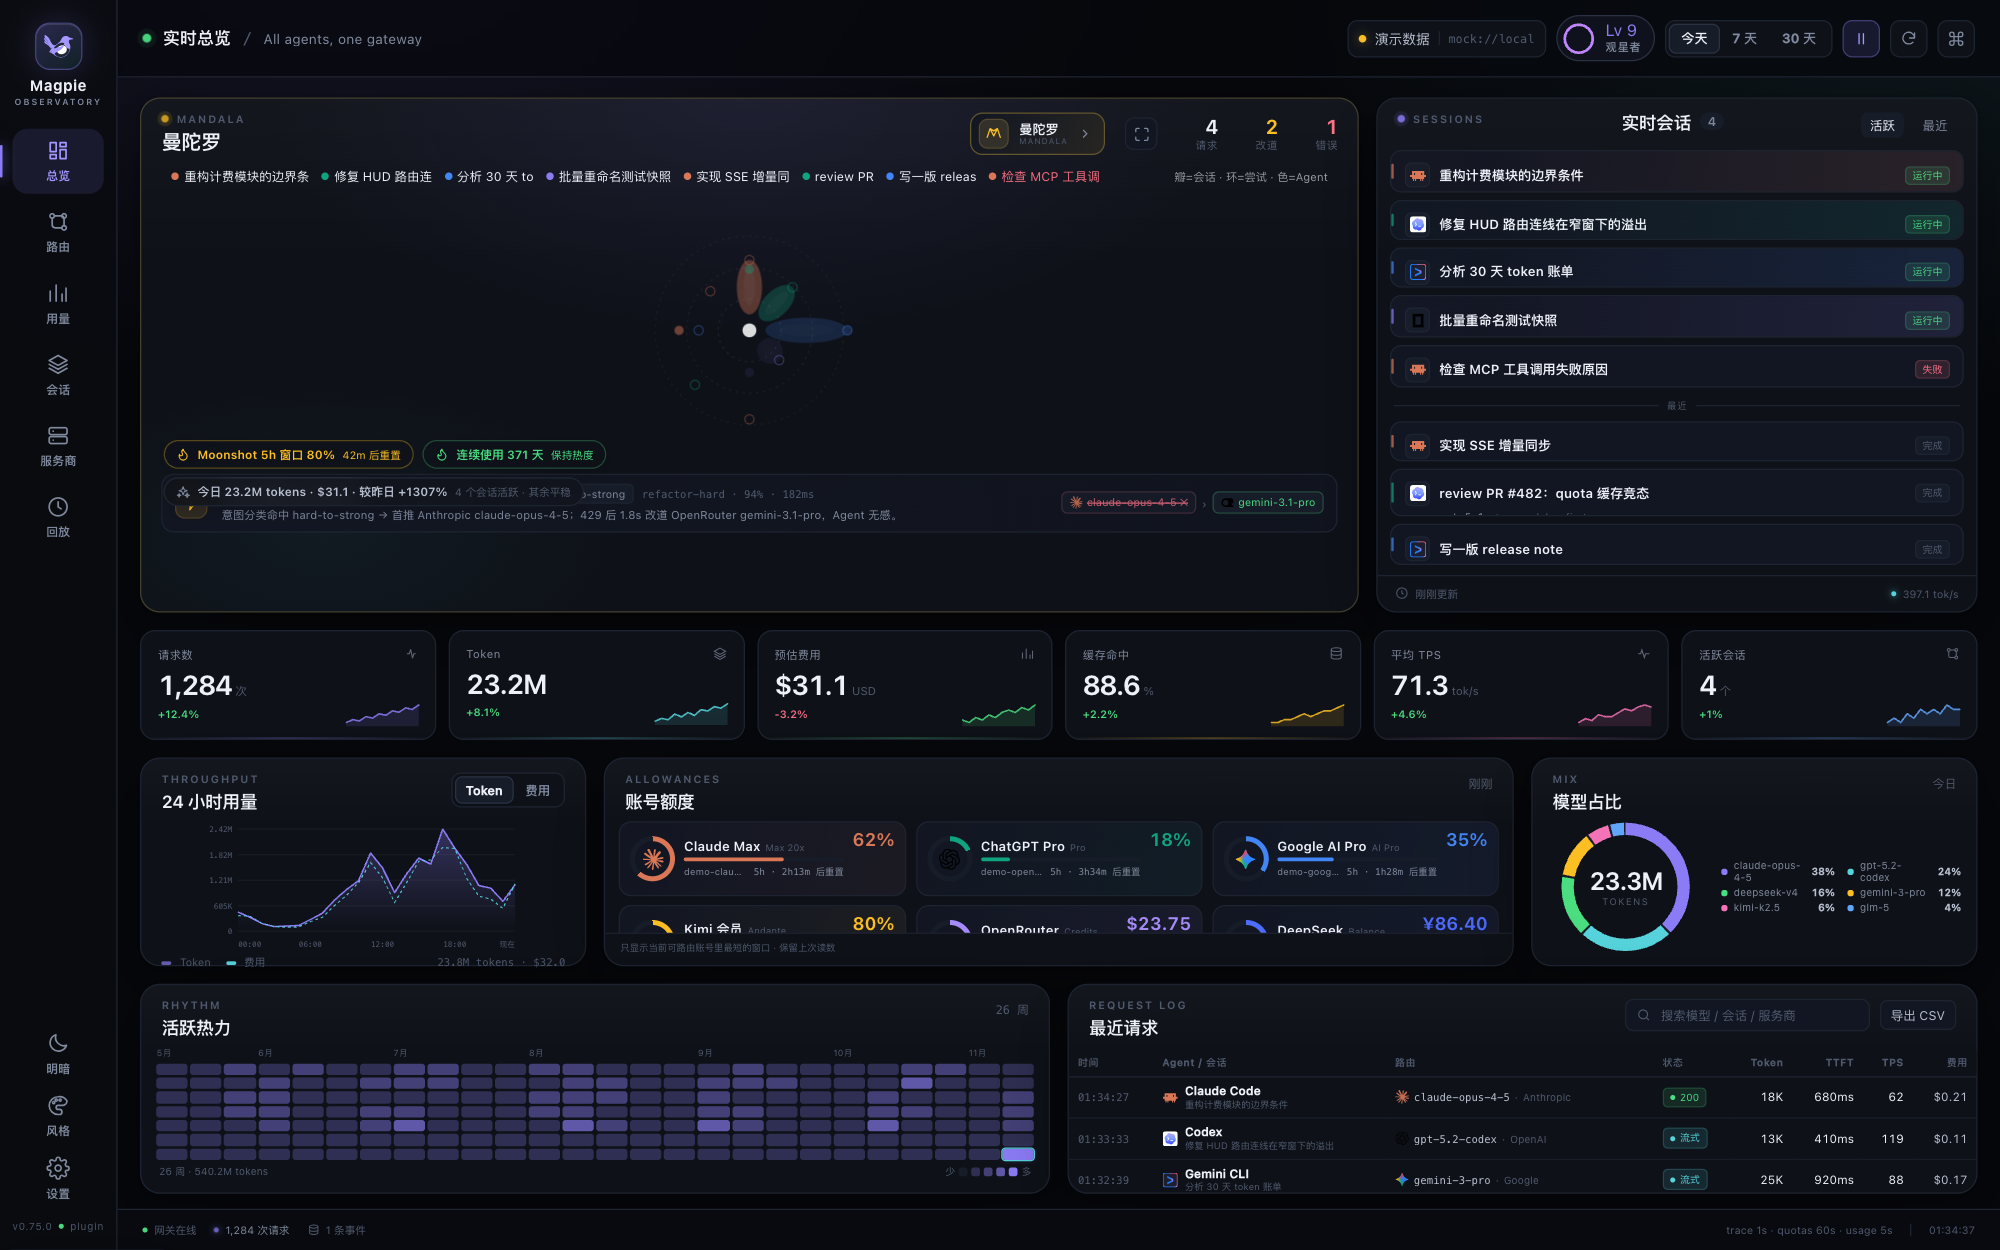 Magpie
OBSERVATORY
总览
路由
用量
会话
服务商
回放
明暗
风格
设置
v0.75.0 ● plugin
实时总览 / All agents, one gateway
演示数据 mock://local
Lv 9
观星者
今天 7 天 30 天
MANDALA
曼陀罗
曼陀罗
MANDALA
4 请求
2 改道
1 错误
重构计费模块的边界条 修复 HUD 路由连 分析 30 天 to 批量重命名测试快照 实现 SSE 增量同 review PR 写一版 releas 检查 MCP 工具调
瓣=会话 · 环=尝试 · 色=Agent
Moonshot 5h 窗口 80% 42m 后重置
连续使用 371 天 保持热度
今日 23.2M tokens · $31.1 · 较昨日 +1307% 4 个会话活跃 · 其余平稳
o-strong refactor-hard · 94% · 182ms
意图分类命中 hard-to-strong → 首推 Anthropic claude-opus-4-5；429 后 1.8s 改道 OpenRouter gemini-3.1-pro，Agent 无感。
claude-opus-4-5 ✕ › gemini-3.1-pro
SESSIONS
实时会话 4
活跃 最近
重构计费模块的边界条件 运行中
修复 HUD 路由连线在窄窗下的溢出 运行中
分析 30 天 token 账单 运行中
批量重命名测试快照 运行中
检查 MCP 工具调用失败原因 失败
最近
实现 SSE 增量同步 完成
review PR #482：quota 缓存竞态 完成
写一版 release note 完成
刚刚更新 397.1 tok/s
请求数
1,284 次
+12.4%
Token
23.2M
+8.1%
预估费用
$31.1 USD
-3.2%
缓存命中
88.6 %
+2.2%
平均 TPS
71.3 tok/s
+4.6%
活跃会话
4 个
+1%
THROUGHPUT
24 小时用量
Token 费用
2.42M
1.82M
1.21M
605K
0
00:00 06:00 12:00 18:00 现在
Token 费用 23.8M tokens · $32.0
ALLOWANCES
账号额度
刚刚
Claude Max Max 20x 62%
demo-clau... 5h · 2h13m 后重置
ChatGPT Pro Pro 18%
demo-open... 5h · 3h34m 后重置
Google AI Pro AI Pro 35%
demo-goog... 5h · 1h28m 后重置
Kimi 会员 Andante 80%
OpenRouter Credits $23.75
DeepSeek Balance ¥86.40
只显示当前可路由账号里最短的窗口 · 保留上次读数
MIX
模型占比
今日
23.3M
TOKENS
claude-opus-4-5 38%
gpt-5.2-codex 24%
deepseek-v4 16%
gemini-3-pro 12%
kimi-k2.5 6%
glm-5 4%
RHYTHM
活跃热力
26 周
5月 6月 7月 8月 9月 10月 11月
26 周 · 540.2M tokens
少 多
REQUEST LOG
最近请求
搜索模型 / 会话 / 服务商
导出 CSV
时间 Agent / 会话 路由 状态 Token TTFT TPS 费用
01:34:27 Claude Code claude-opus-4-5 · Anthropic 200 18K 680ms 62 $0.21
重构计费模块的边界条件
01:33:33 Codex gpt-5.2-codex · OpenAI 流式 13K 410ms 119 $0.11
修复 HUD 路由连线在窄窗下的溢出
01:32:39 Gemini CLI gemini-3-pro · Google 流式 25K 920ms 88 $0.17
分析 30 天 token 账单
网关在线 1,284 次请求 1 条事件
trace 1s · quotas 60s · usage 5s 01:34:37